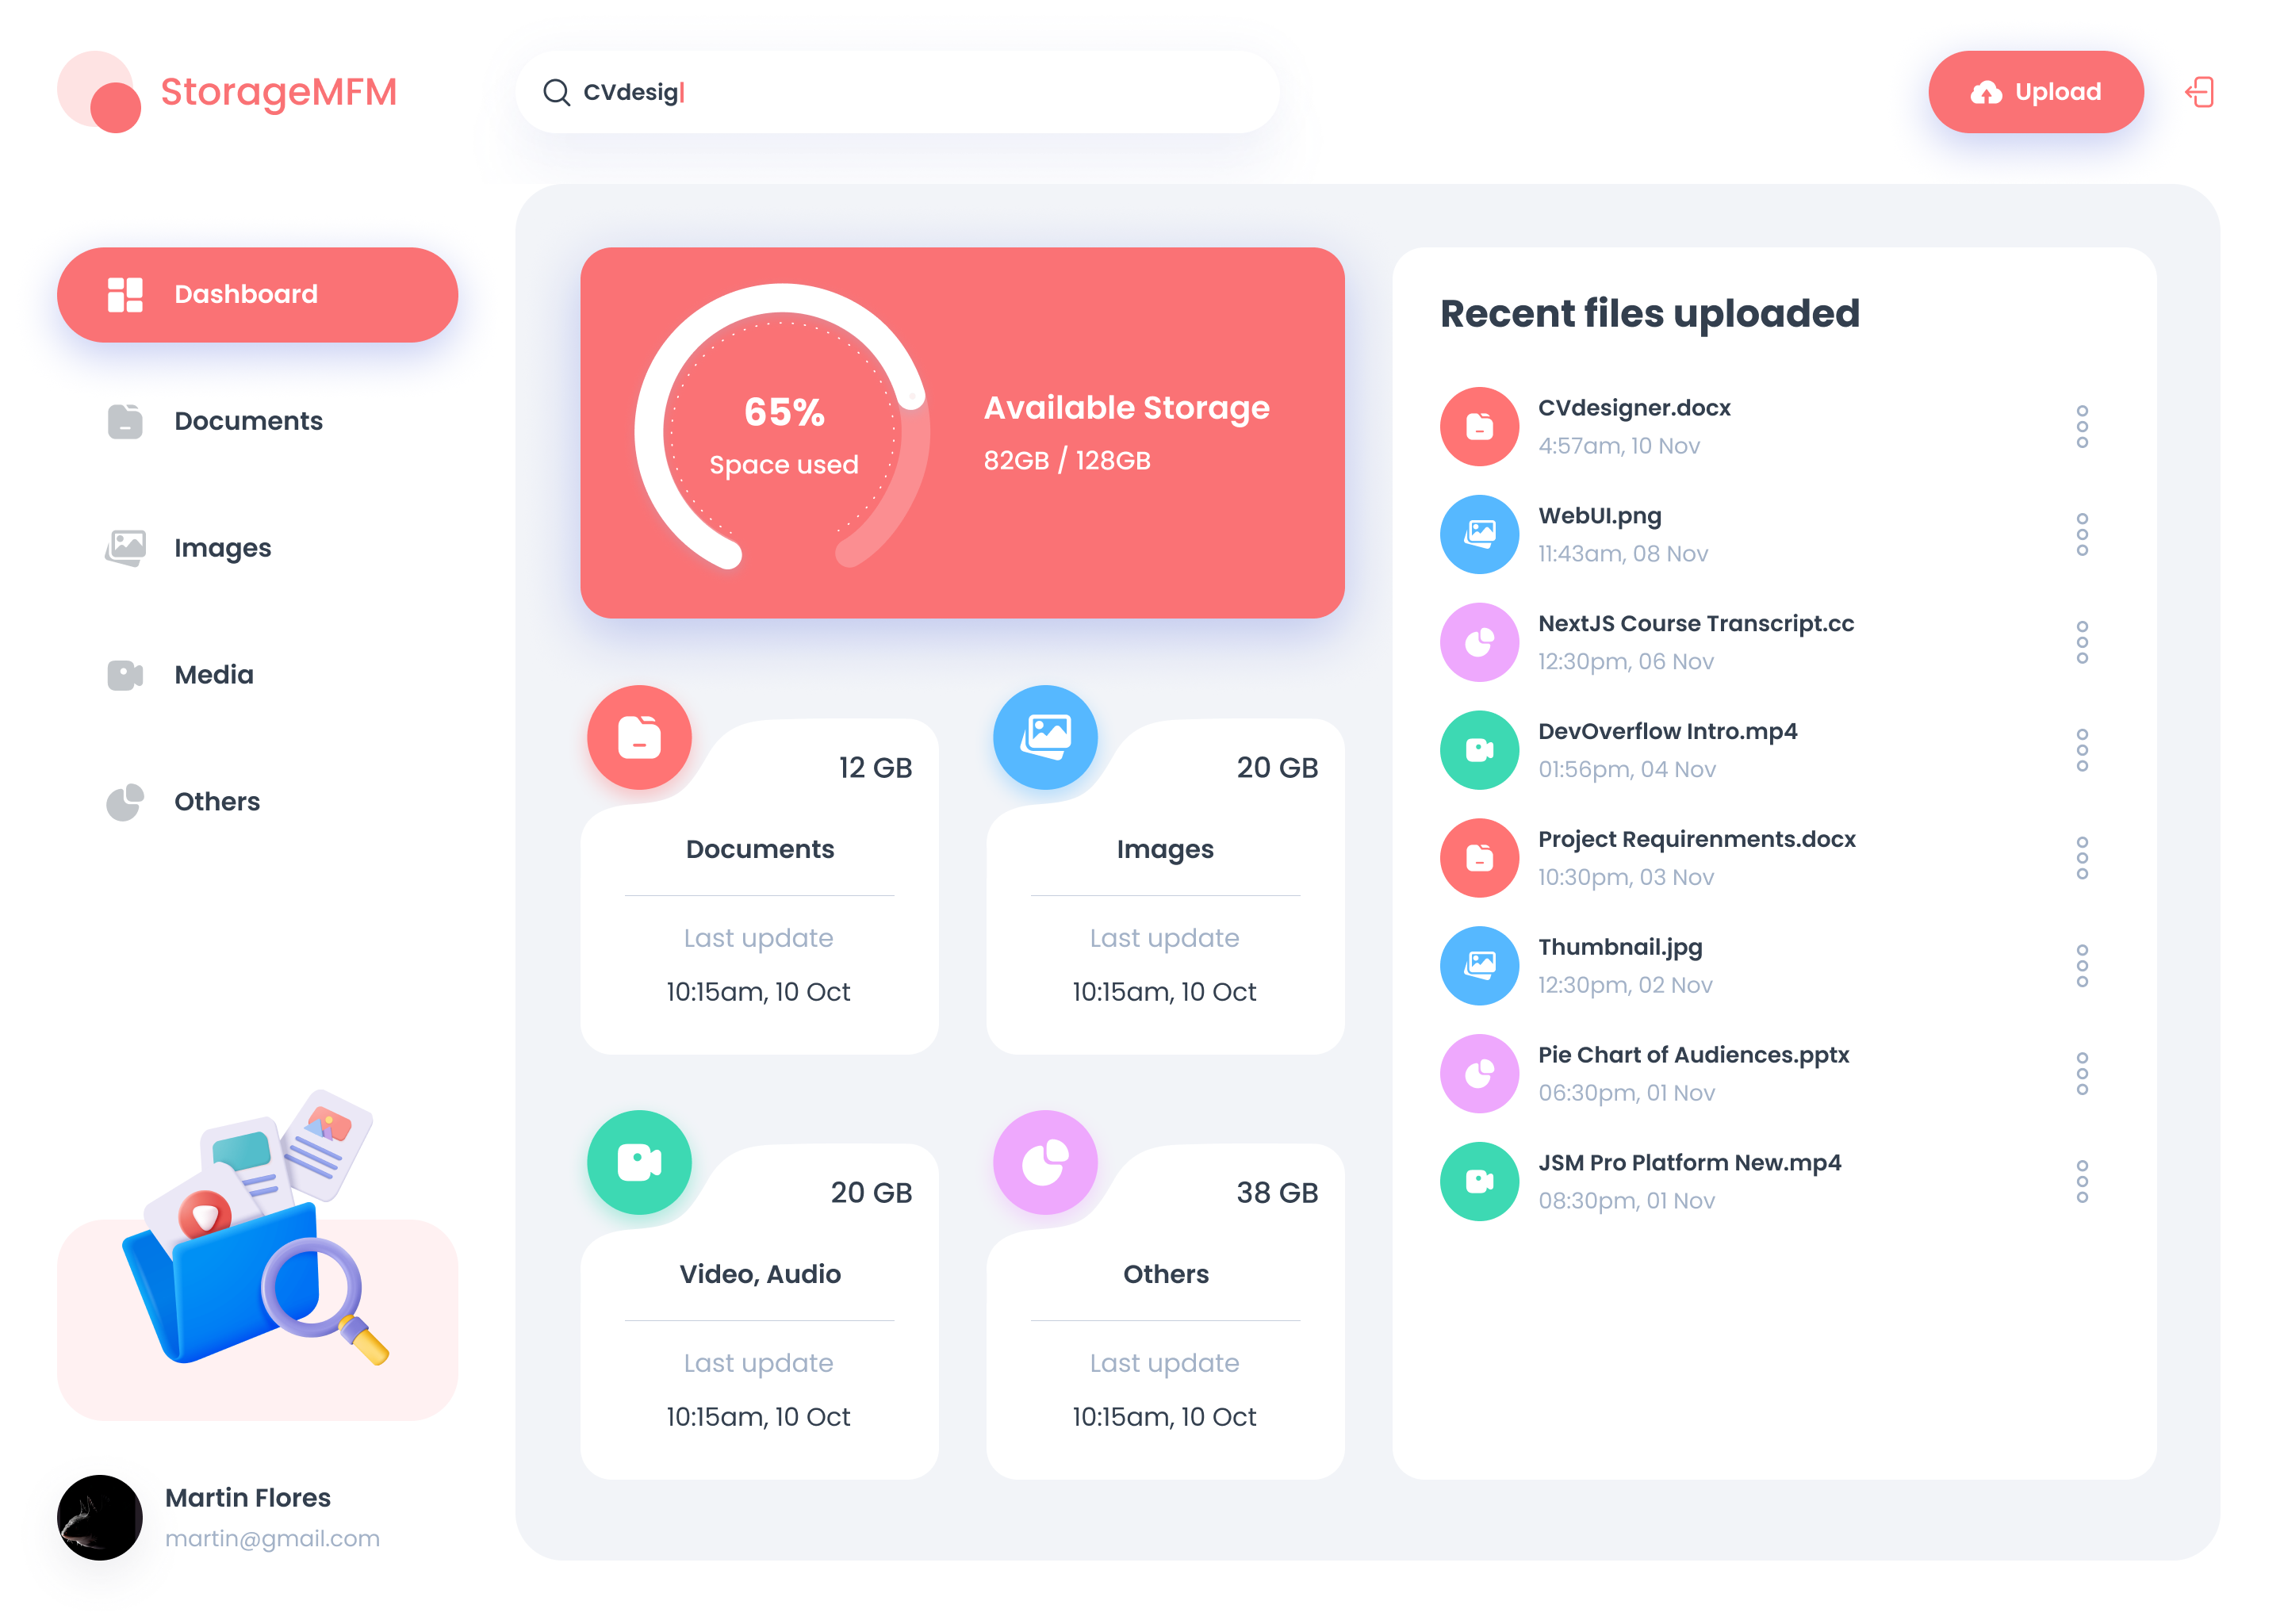 StorageMFM
CVdesig
Upload
Dashboard
Documents
Images
Media
Others
Martin Flores
martin@gmail.com
65%
Space used
Available Storage
82GB / 128GB
12 GB
Documents
Last update
10:15am, 10 Oct
20 GB
Images
Last update
10:15am, 10 Oct
20 GB
Video, Audio
Last update
10:15am, 10 Oct
38 GB
Others
Last update
10:15am, 10 Oct
Recent files uploaded
CVdesigner.docx
4:57am, 10 Nov
WebUI.png
11:43am, 08 Nov
NextJS Course Transcript.cc
12:30pm, 06 Nov
DevOverflow Intro.mp4
01:56pm, 04 Nov
Project Requirenments.docx
10:30pm, 03 Nov
Thumbnail.jpg
12:30pm, 02 Nov
Pie Chart of Audiences.pptx
06:30pm, 01 Nov
JSM Pro Platform New.mp4
08:30pm, 01 Nov